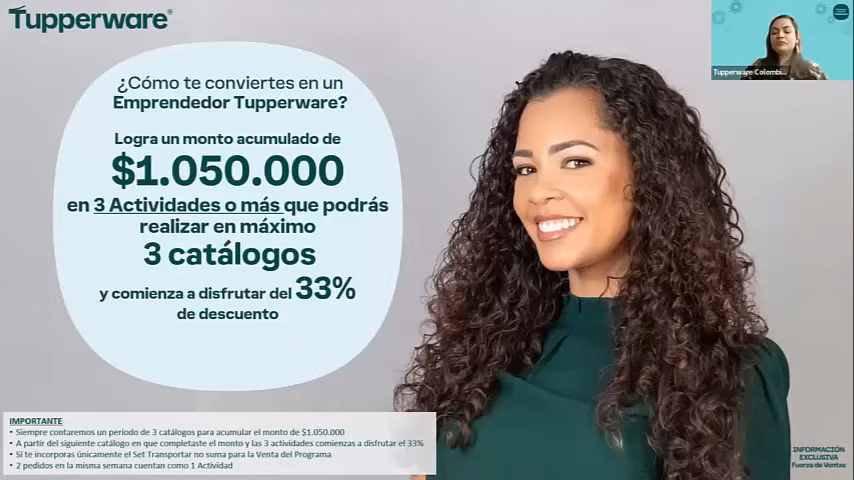 Tupperware®
¿Cómo te conviertes en un
Emprendedor Tupperware?
Logra un monto acumulado de
$1.050.000
en 3 Actividades o más que podrás
realizar en máximo
3 catálogos
y comienza a disfrutar del 33%
de descuento
Tupperware Colombi...
IMPORTANTE
• Siempre contaremos un periodo de 3 catálogos para acumular el monto de $1.050.000
• A partir del siguiente catálogo en que completaste el monto y las 3 actividades comienzas a disfrutar el 33%
• Si te incorporas únicamente el Set Transportar no suma para la Venta del Programa
• 2 pedidos en la misma semana cuentan como 1 Actividad
INFORMACIÓN
EXCLUSIVA
Fuerza de Ventas